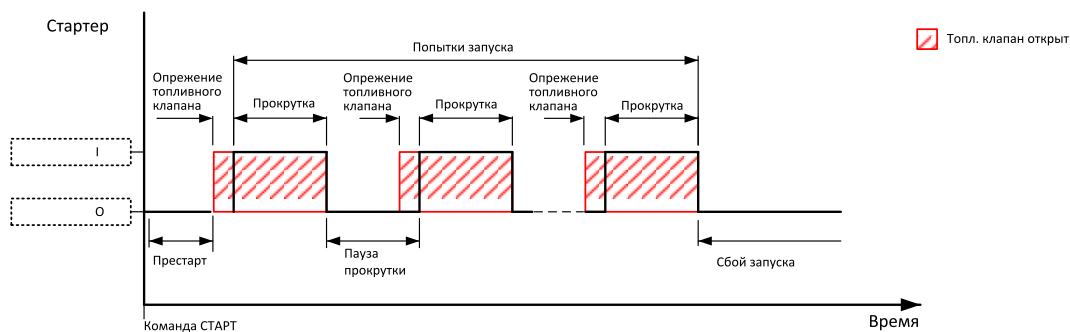 Стартер
Топл. клапан открыт
Попытки запуска
Опрежение
топливного
клапана
Прокрутка
Опрежение
топливного
клапана
Прокрутка
Опрежение
топливного
клапана
Прокрутка
I
O
Престарт
Пауза
прокрутки
Сбой запуска
Команда СТАРТ
Время